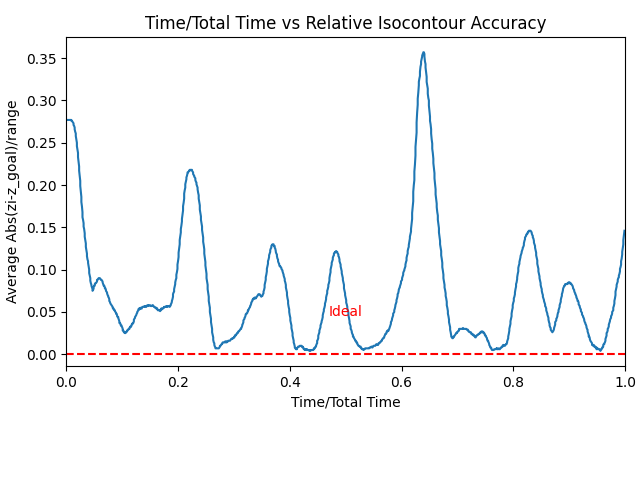 Time/Total Time vs Relative Isocontour Accuracy
Average Abs(zi-z_goal)/range
0.35
0.30
0.25
0.20
0.15
0.10
0.05
0.00
Ideal
0.0 0.2 0.4 0.6 0.8 1.0
Time/Total Time